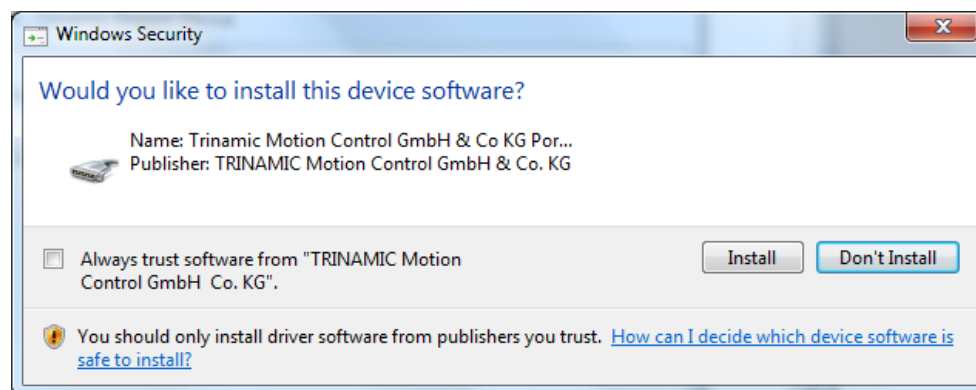 Windows Security
Would you like to install this device software?
Name: Trinamic Motion Control GmbH & Co KG Por...
Publisher: TRINAMIC Motion Control GmbH & Co. KG
Always trust software from "TRINAMIC Motion
Control GmbH  Co. KG".
Install
Don't Install
You should only install driver software from publishers you trust.  How can I decide which device software is
safe to install?